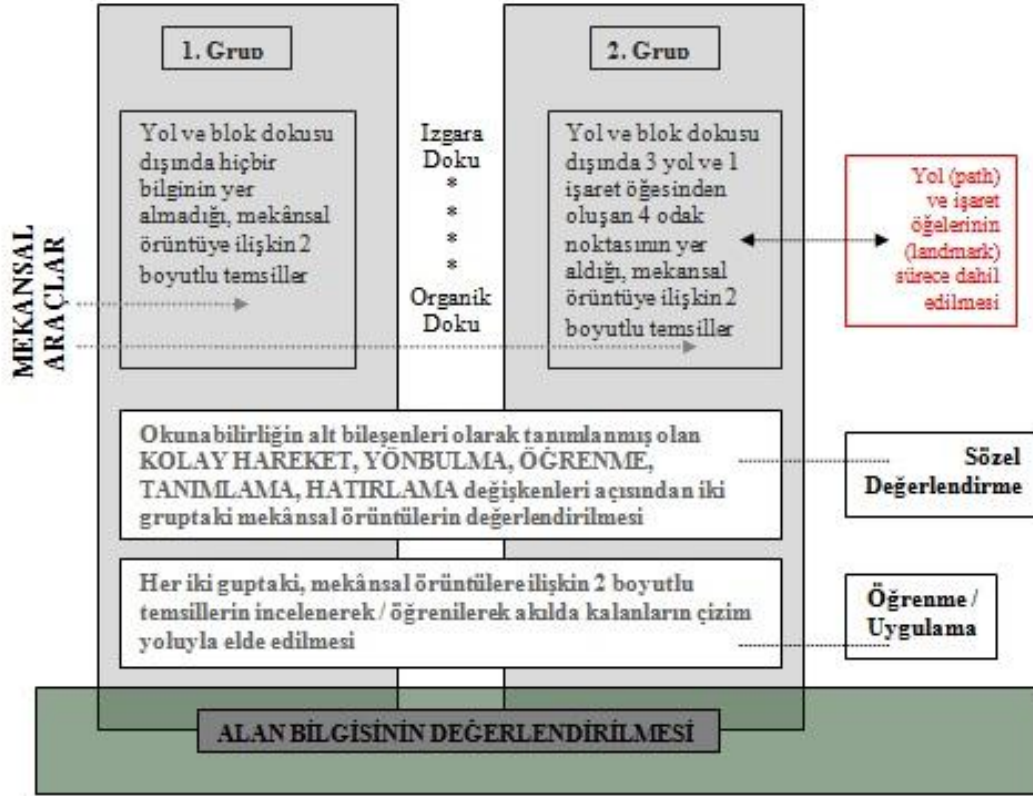 1. Grup
2. Grup
MEKANSAL
ARAÇLAR
Yol ve blok dokusu
dışında hiçbir
bilginin yer
almadığı, mekânsal
örüntüye ilişkin 2
boyutlu temsiller
Izgara
Doku
*
*
*
*
Organik
Doku
Yol ve blok dokusu
dışında 3 yol ve 1
işaret öğesinden
oluşan 4 odak
noktasının yer
aldığı, mekansal
örüntüye ilişkin 2
boyutlu temsiller
Yol (path)
ve işaret
öğelerinin
(landmark)
sürece dahil
edilmesi
Okunabilirliğin alt bileşenleri olarak tanımlanmış olan
KOLAY HAREKET, YÖNBULMA, ÖĞRENME,
TANIMLAMA, HATIRLAMA değişkenleri açısından iki
gruptaki mekânsal örüntülerin değerlendirilmesi
Sözel
Değerlendirme
Her iki guptaki, mekânsal örüntülere ilişkin 2 boyutlu
temsillerin incelenerek / öğrenilerek akılda kalanların çizim
yoluyla elde edilmesi
Öğrenme /
Uygulama
ALAN BİLGİSİNİN DEĞERLENDİRİLMESİ